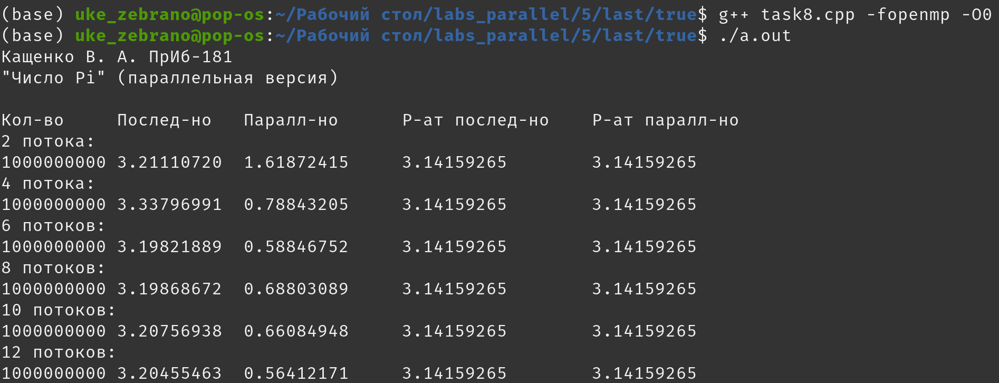 (base) uke_zebrano@pop-os:~/Рабочий стол/labs_parallel/5/last/true$ g++ task8.cpp -fopenmp -O0
(base) uke_zebrano@pop-os:~/Рабочий стол/labs_parallel/5/last/true$ ./a.out
Кащенко В. А. ПрИб-181
"Число Pi" (параллельная версия)
Кол-во Послед-но Паралл-но Р-ат послед-но Р-ат паралл-но
2 потока:
1000000000 3.21110720 1.61872415 3.14159265 3.14159265
4 потока:
1000000000 3.33796991 0.78843205 3.14159265 3.14159265
6 потоков:
1000000000 3.19821889 0.58846752 3.14159265 3.14159265
8 потоков:
1000000000 3.19868672 0.68803089 3.14159265 3.14159265
10 потоков:
1000000000 3.20756938 0.66084948 3.14159265 3.14159265
12 потоков:
1000000000 3.20455463 0.56412171 3.14159265 3.14159265